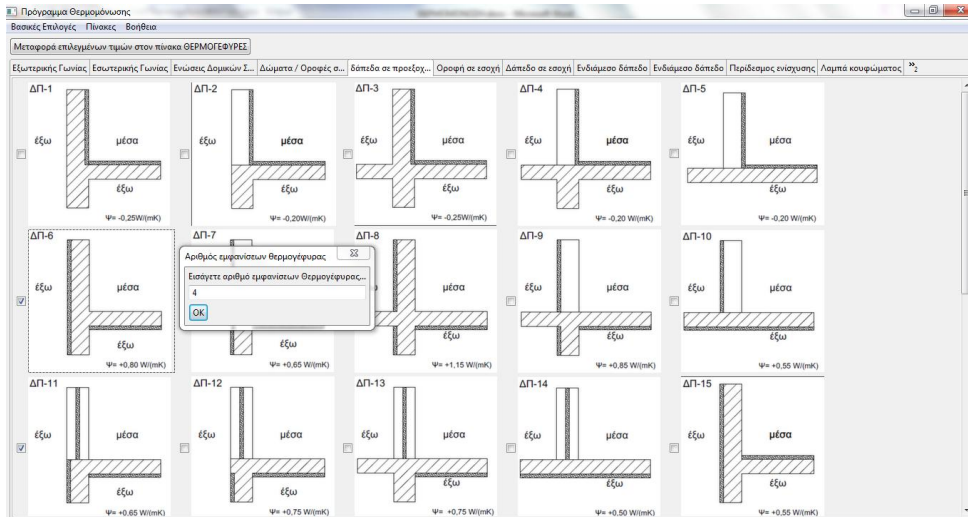 Πρόγραμμα Θερμομόνωσης
Βασικές Επιλογές Πίνακες Βοήθεια
Μεταφορά επιλεγμένων τιμών στον πίνακα ΘΕΡΜΟΓΕΦΥΡΕΣ
Εξωτερικής Γωνίας Εσωτερικής Γωνίας Ενώσεις Δομικών Σ... Δώματα / Οροφές σ... δάπεδα σε προεξοχ... Οροφή σε εσοχή Δάπεδο σε εσοχή Ενδιάμεσο δάπεδο Ενδιάμεσο δάπεδο Περίδεσμος ενίσχυσης Λαμπά κουφώματος »2
ΔΠ-1 ΔΠ-2 ΔΠ-3 ΔΠ-4 ΔΠ-5
έξω μέσα έξω μέσα έξω μέσα έξω μέσα έξω μέσα
έξω έξω έξω έξω έξω
Ψ= -0,25W/(mK) Ψ= -0,20W/(mK) Ψ= -0,25W/(mK) Ψ= -0,20 W/(mK) Ψ= -0,20 W/(mK)
ΔΠ-6 ΔΠ-7 ΔΠ-8 ΔΠ-9 ΔΠ-10
Αριθμός εμφανίσεων θερμογέφυρας
Εισάγετε αριθμό εμφανίσεων Θερμογέφυρας...
4
OK
έξω μέσα μέσα έξω μέσα έξω μέσα
έξω έξω έξω έξω έξω
Ψ= +0,80 W/(mK) Ψ= +0,65 W/(mK) Ψ= +1,15 W/(mK) Ψ= +0,85 W/(mK) Ψ= +0,55 W/(mK)
ΔΠ-11 ΔΠ-12 ΔΠ-13 ΔΠ-14 ΔΠ-15
έξω μέσα έξω μέσα έξω μέσα έξω μέσα έξω μέσα
έξω έξω έξω έξω έξω
Ψ= +0,65 W/(mK) Ψ= +0,75 W/(mK) Ψ= +0,75 W/(mK) Ψ= +0,50 W/(mK) Ψ= +0,55 W/(mK)